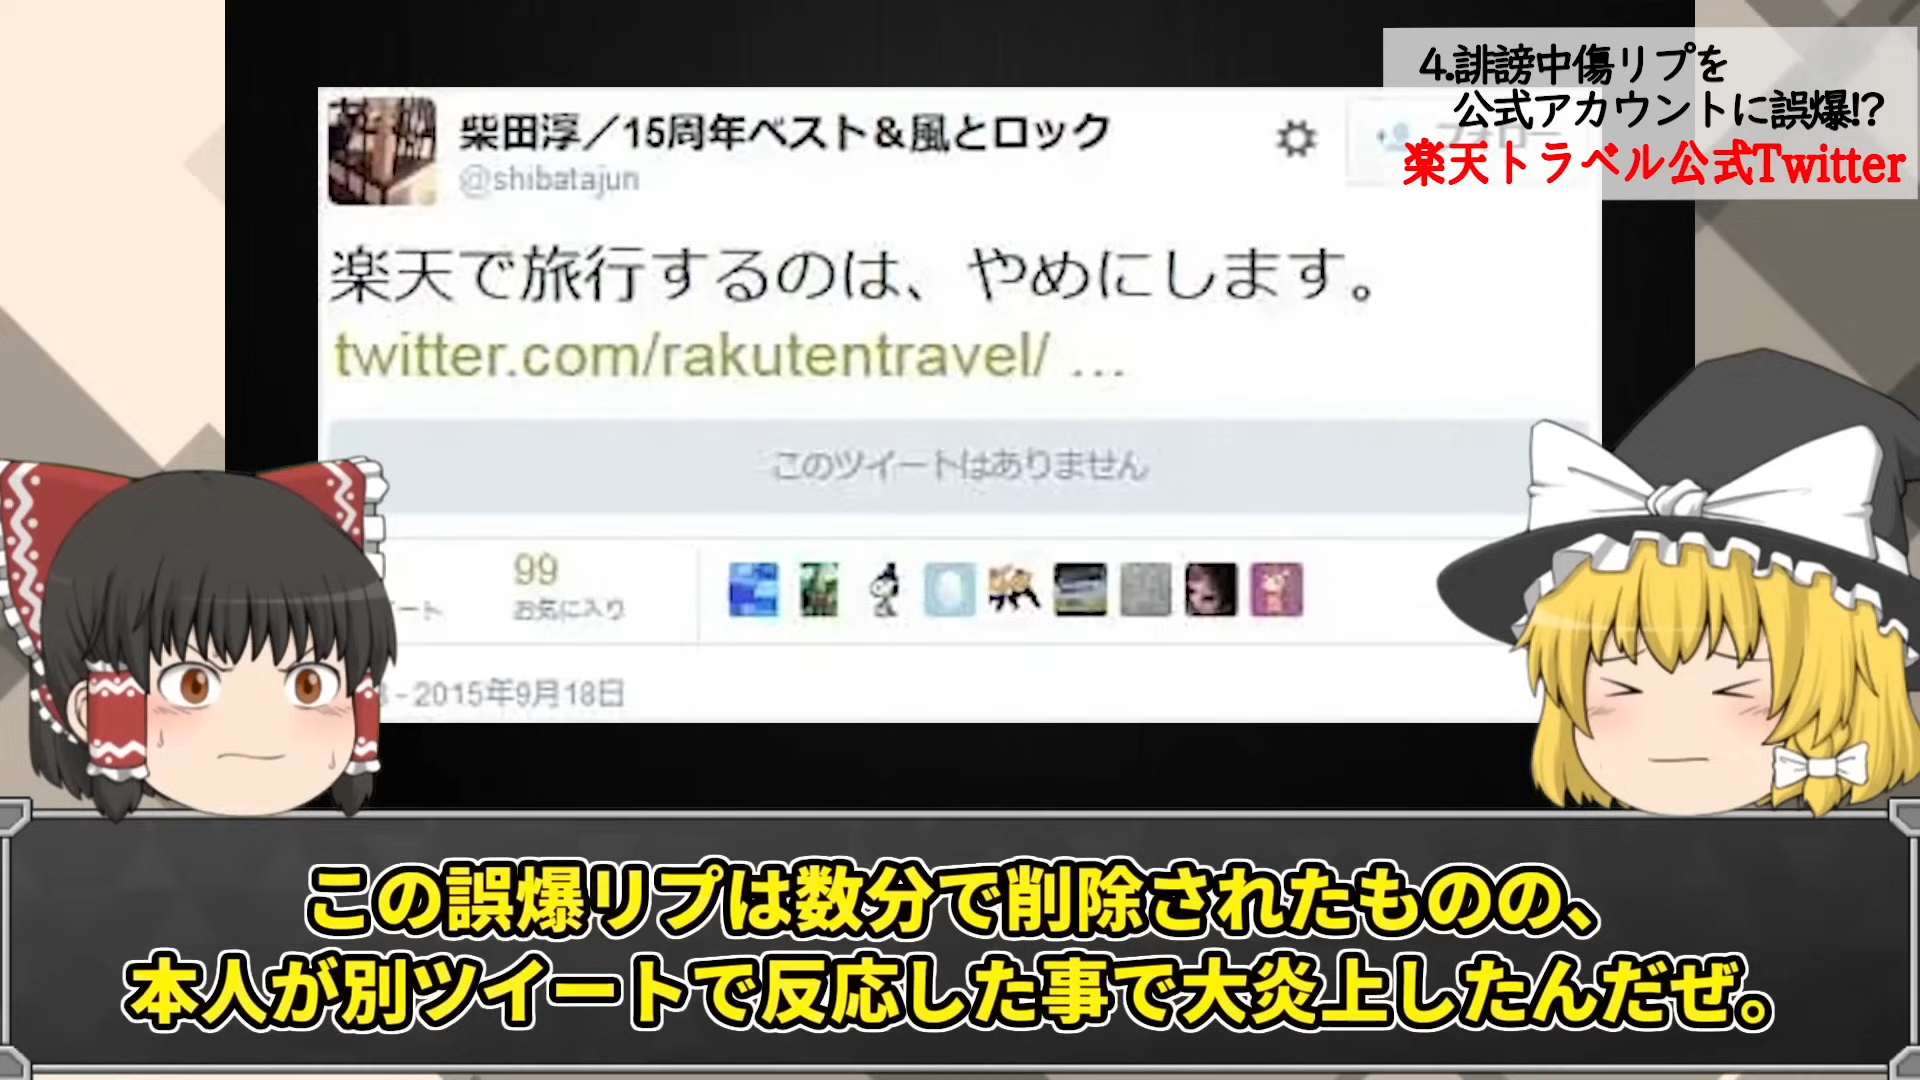 4.誹謗中傷リプを
公式アカウントに誤爆!?
楽天トラベル公式Twitter
柴田淳／15周年ベスト＆風とロック
@shibatajun
楽天で旅行するのは、やめにします。
twitter.com/rakutentravel/ …
このツイートはありません
99
お気に入り
- 2015年9月18日
この誤爆リプは数分で削除されたものの、
本人が別ツイートで反応した事で大炎上したんだぜ。